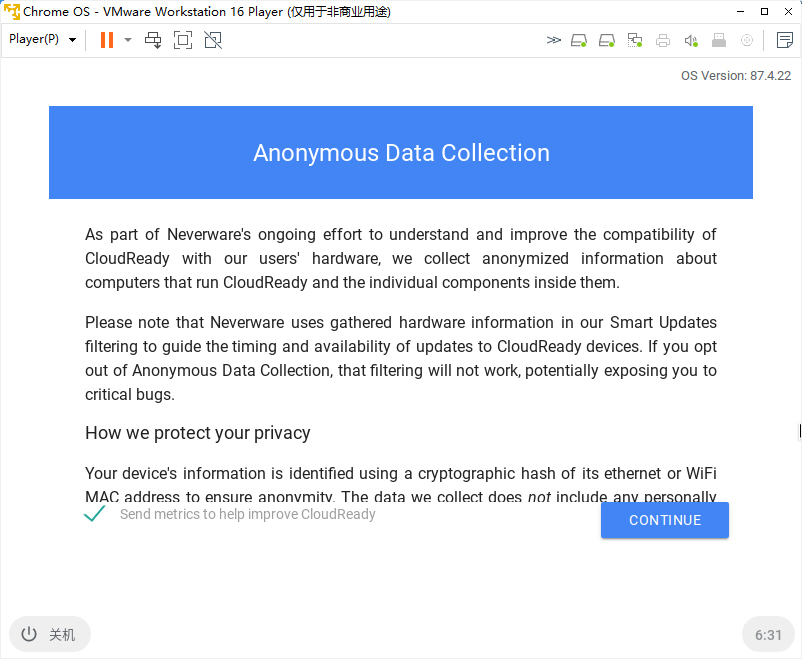 Chrome OS - VMware Workstation 16 Player (仅用于非商业用途)
Player(P)
OS Version: 87.4.22
Anonymous Data Collection
As part of Neverware's ongoing effort to understand and improve the compatibility of
CloudReady with our users' hardware, we collect anonymized information about
computers that run CloudReady and the individual components inside them.
Please note that Neverware uses gathered hardware information in our Smart Updates
filtering to guide the timing and availability of updates to CloudReady devices. If you opt
out of Anonymous Data Collection, that filtering will not work, potentially exposing you to
critical bugs.
How we protect your privacy
Your device's information is identified using a cryptographic hash of its ethernet or WiFi
MAC address to ensure anonymity. The data we collect does not include any personally
Send metrics to help improve CloudReady
CONTINUE
关机
6:31